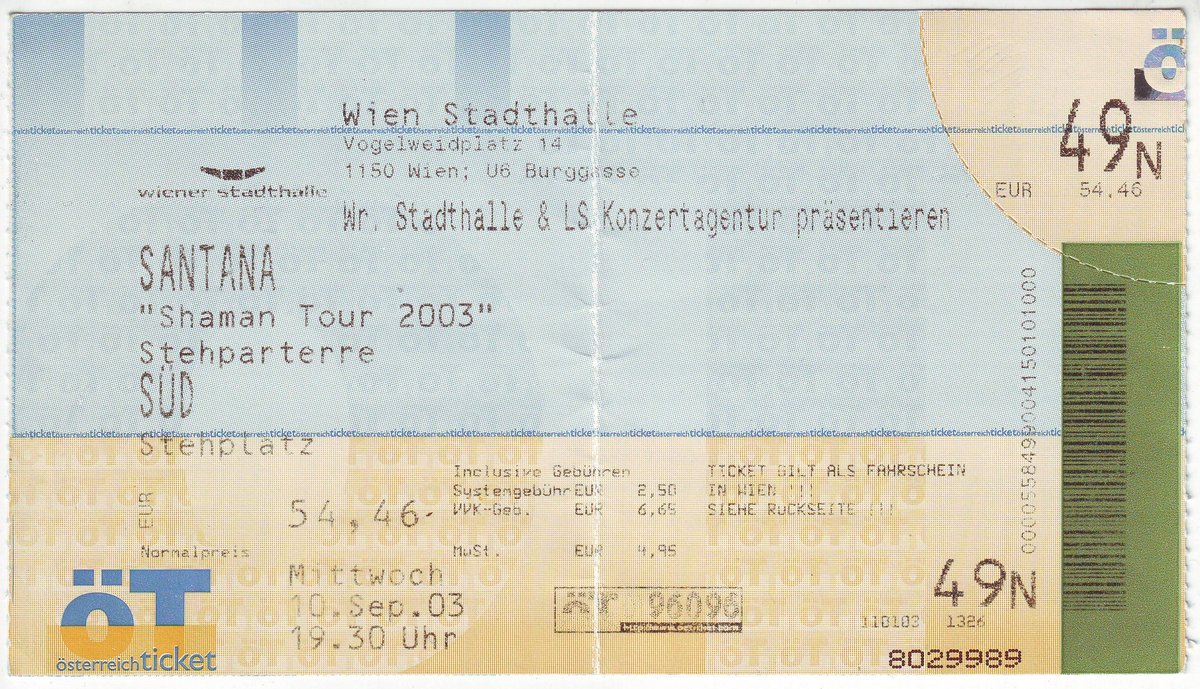 Wien Stadthalle
Vogelweidplatz 14
1150 Wien; U6 Burggasse
wiener stadthalle
Wr. Stadthalle & LS Konzertagentur präsentieren
SANTANA
"Shaman Tour 2003"
Stehparterre
SÜD
Stehplatz
Ö
49N
EUR 54.46
00005584990041501 01000
Inclusive Gebühren
Systemgebühr EUR 2,50
VVK-Geb. EUR 6,65
MwSt. EUR 4,95
TICKET GILT ALS FAHRSCHEIN
IN WIEN !!!
SIEHE RÜCKSEITE !!!
EUR 54,46-
Normalpreis
Mittwoch
10.Sep.03
19.30 Uhr
öT
österreichticket
öT 96096
49N
110103 1326
8029989